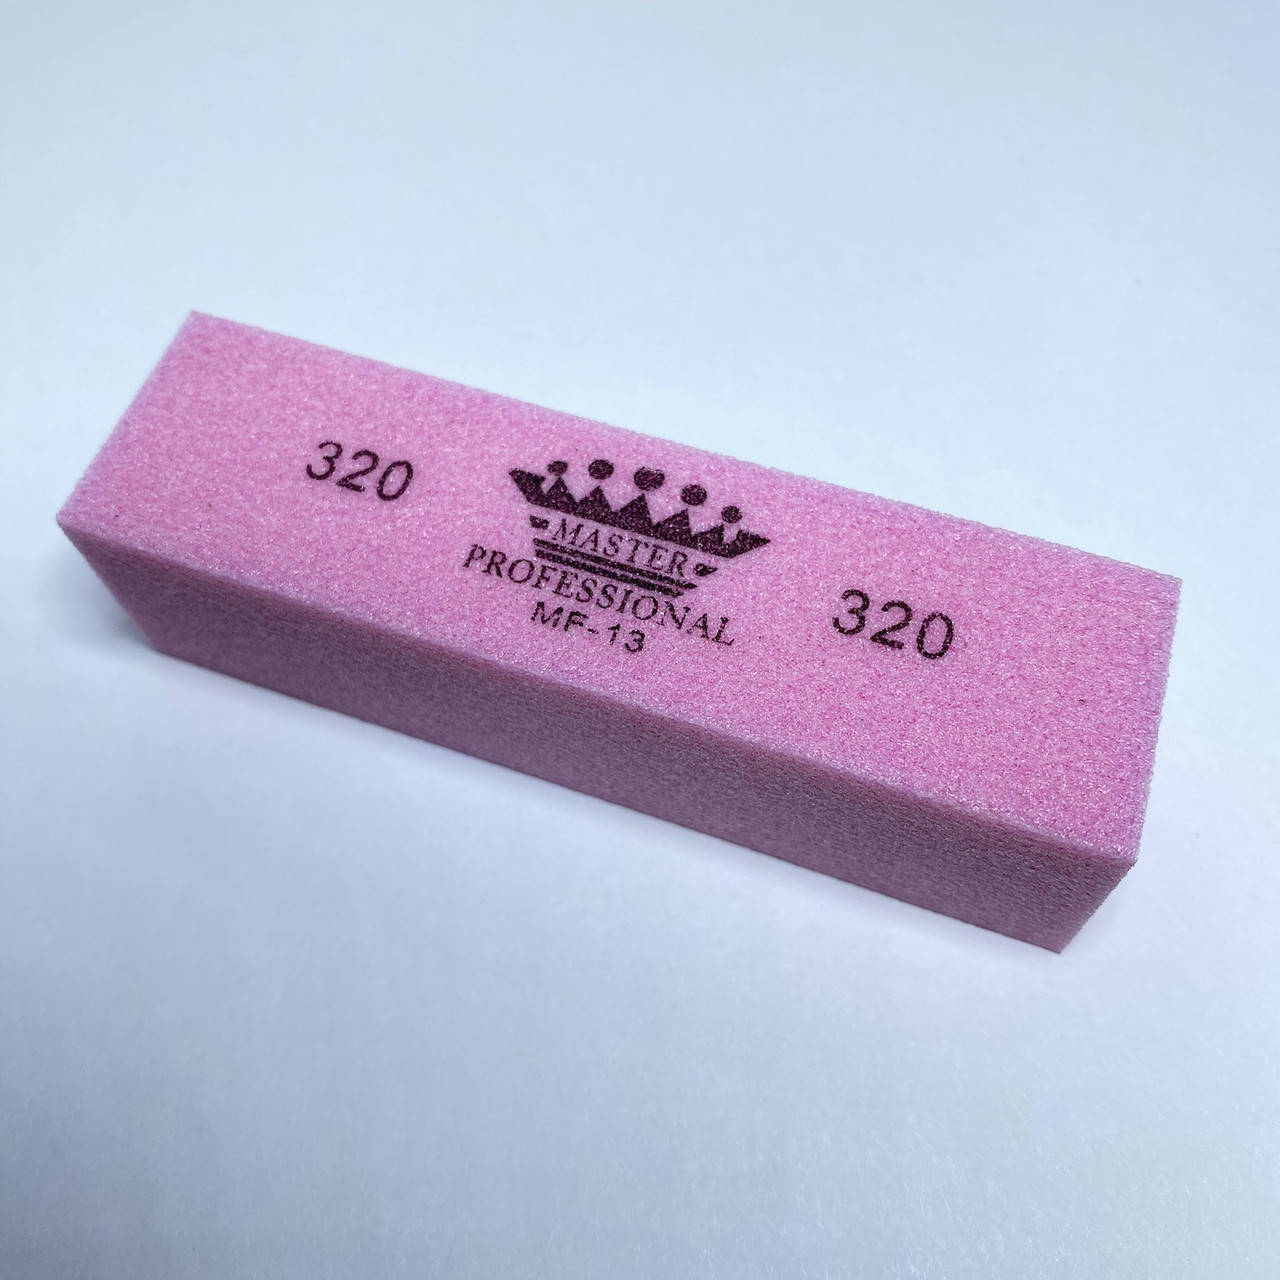 320
MASTER
PROFESSIONAL
MF-13
320